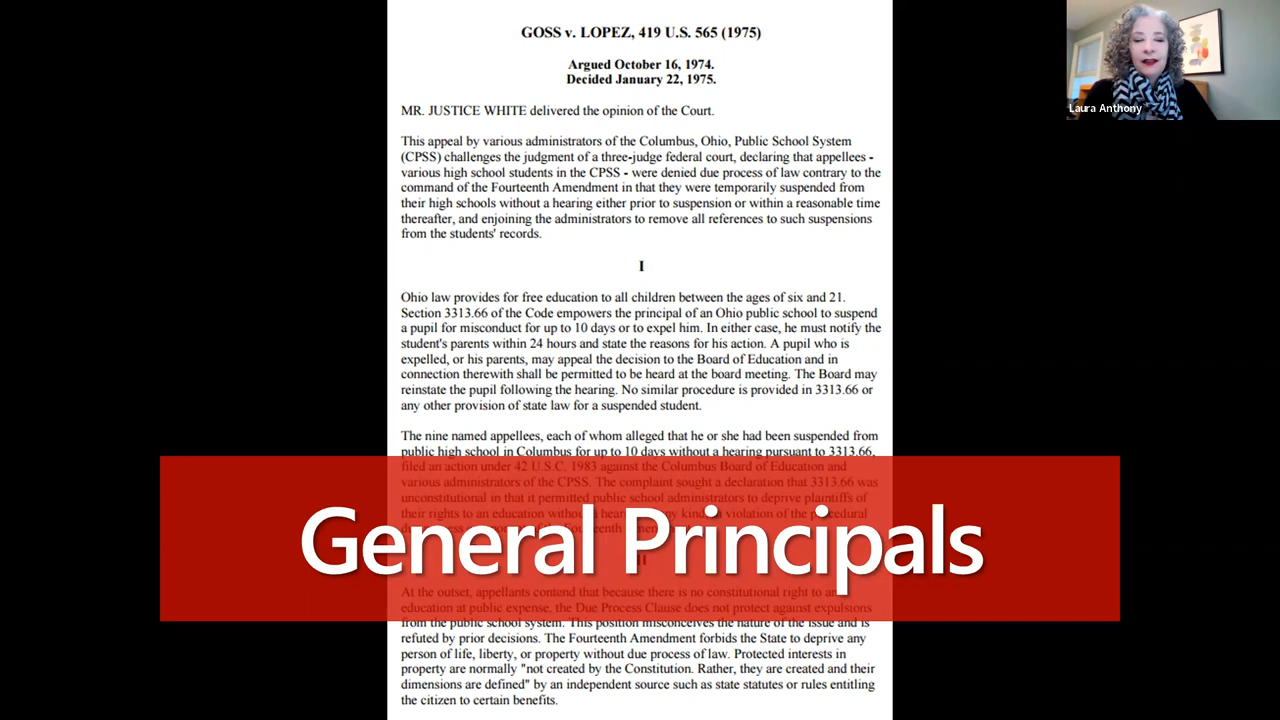 GOSS v. LOPEZ, 419 U.S. 565 (1975)
Argued October 16, 1974.
Decided January 22, 1975.
MR. JUSTICE WHITE delivered the opinion of the Court.
This appeal by various administrators of the Columbus, Ohio, Public School System
(CPSS) challenges the judgment of a three-judge federal court, declaring that appellees -
various high school students in the CPSS - were denied due process of law contrary to the
command of the Fourteenth Amendment in that they were temporarily suspended from
their high schools without a hearing either prior to suspension or within a reasonable time
thereafter, and enjoining the administrators to remove all references to such suspensions
from the students' records.
I
Ohio law provides for free education to all children between the ages of six and 21.
Section 3313.66 of the Code empowers the principal of an Ohio public school to suspend
a pupil for misconduct for up to 10 days or to expel him. In either case, he must notify the
student's parents within 24 hours and state the reasons for his action. A pupil who is
expelled, or his parents, may appeal the decision to the Board of Education and in
connection therewith shall be permitted to be heard at the board meeting. The Board may
reinstate the pupil following the hearing. No similar procedure is provided in 3313.66 or
any other provision of state law for a suspended student.
The nine named appellees, each of whom alleged that he or she had been suspended from
public high school in Columbus for up to 10 days without a hearing pursuant to 3313.66,
filed an action under 42 U.S.C. 1983 against the Columbus Board of Education and
various administrators of the CPSS. The complaint sought a declaration that 3313.66 was
unconstitutional in that it permitted public school administrators to deprive plaintiffs of
their rights to an education without a
General Principals
At the outset, appellants contend that because there is no constitutional right to an
education at public expense, the Due Process Clause does not protect against expulsions
from the public school system. This position misconceives the nature of the issue and is
refuted by prior decisions. The Fourteenth Amendment forbids the State to deprive any
person of life, liberty, or property without due process of law. Protected interests in
property are normally "not created by the Constitution. Rather, they are created and their
dimensions are defined" by an independent source such as state statutes or rules entitling
the citizen to certain benefits.
Laura Anthony